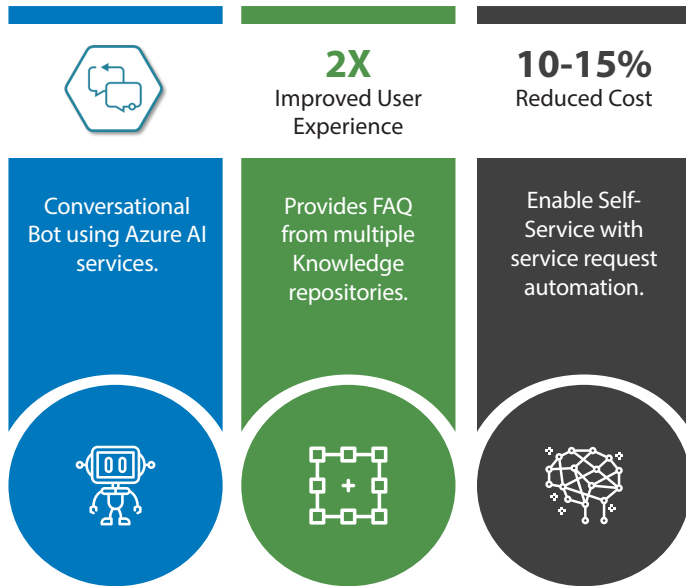 2X
Improved User
Experience
10-15%
Reduced Cost
Conversational
Bot using Azure AI
services.
Provides FAQ
from multiple
Knowledge
repositories.
Enable Self-
Service with
service request
automation.